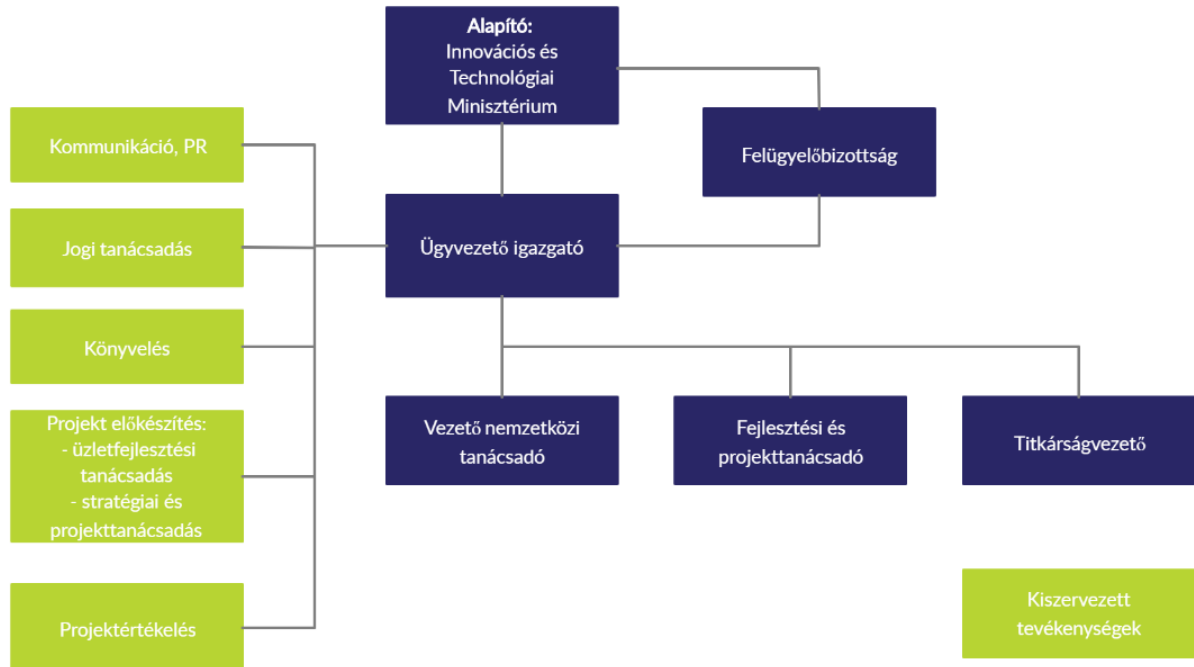 Alapító:
Innovációs és
Technológiai
Minisztérium
Felügyelőbizottság
Ügyvezető igazgató
Kommunikáció, PR
Jogi tanácsadás
Könyvelés
Projekt előkészítés:
- üzletfejlesztési
tanácsadás
- stratégiai és
projekttanácsadás
Projektértékelés
Vezető nemzetközi
tanácsadó
Fejlesztési és
projekttanácsadó
Titkárságvezető
Kiszervezett
tevékenységek